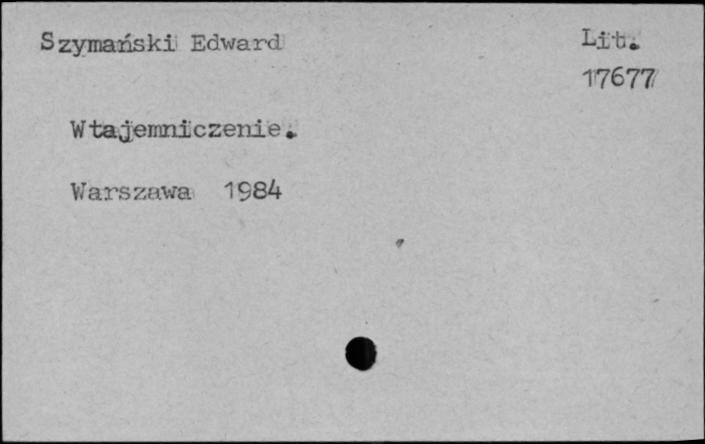 Szymański Edward
Lit.
17677
Wtajemniczenie.
Warszawa 1984